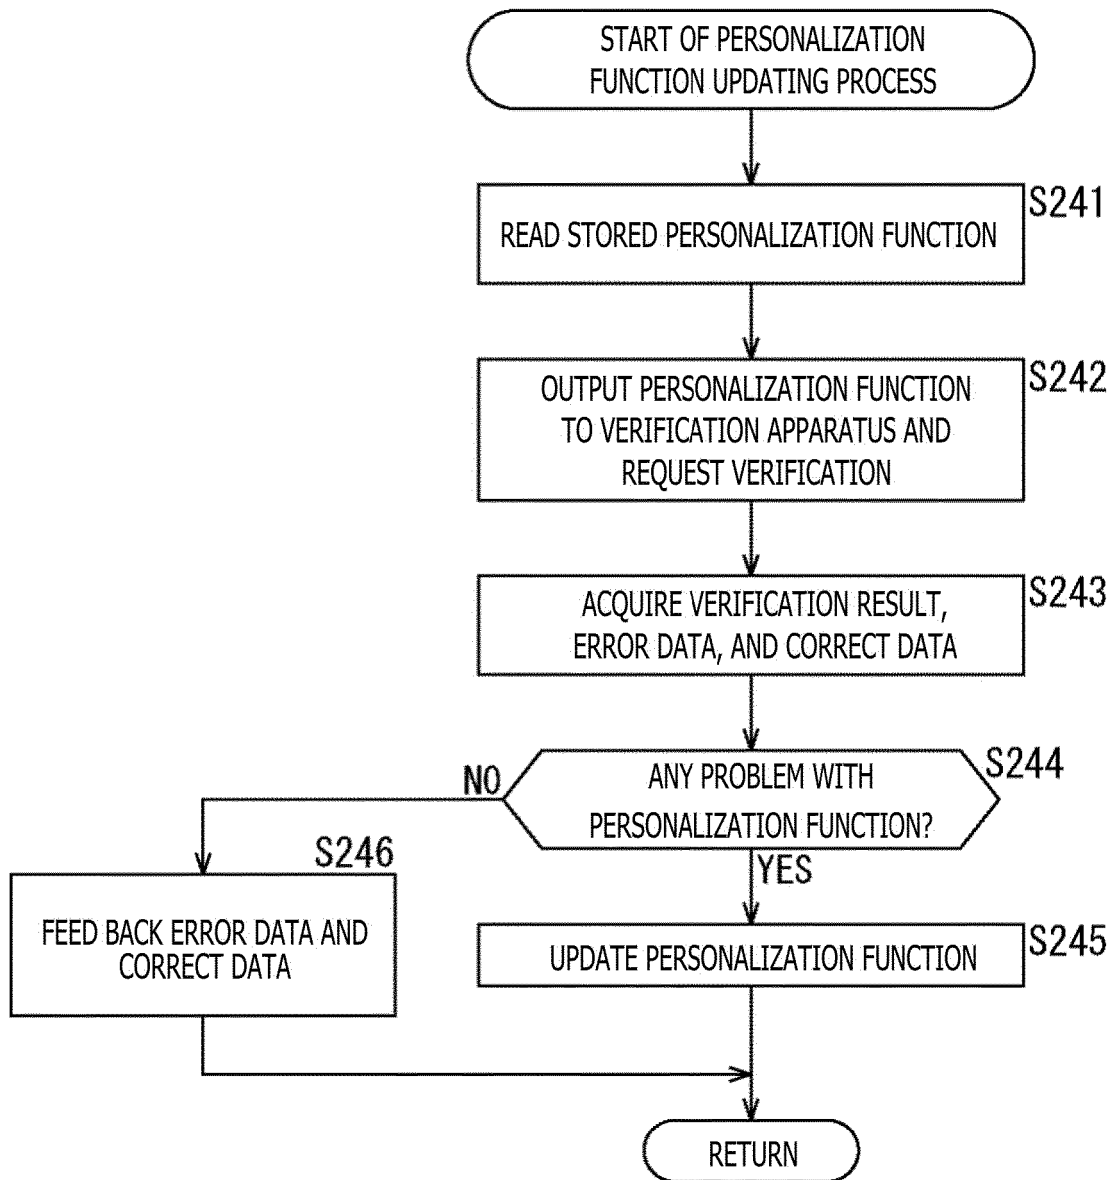 START OF PERSONALIZATION
FUNCTION UPDATING PROCESS
S241
READ STORED PERSONALIZATION FUNCTION
S242
OUTPUT PERSONALIZATION FUNCTION
TO VERIFICATION APPARATUS AND
REQUEST VERIFICATION
S243
ACQUIRE VERIFICATION RESULT,
ERROR DATA, AND CORRECT DATA
S244
ANY PROBLEM WITH
PERSONALIZATION FUNCTION?
NO
YES
S246
FEED BACK ERROR DATA AND
CORRECT DATA
S245
UPDATE PERSONALIZATION FUNCTION
RETURN